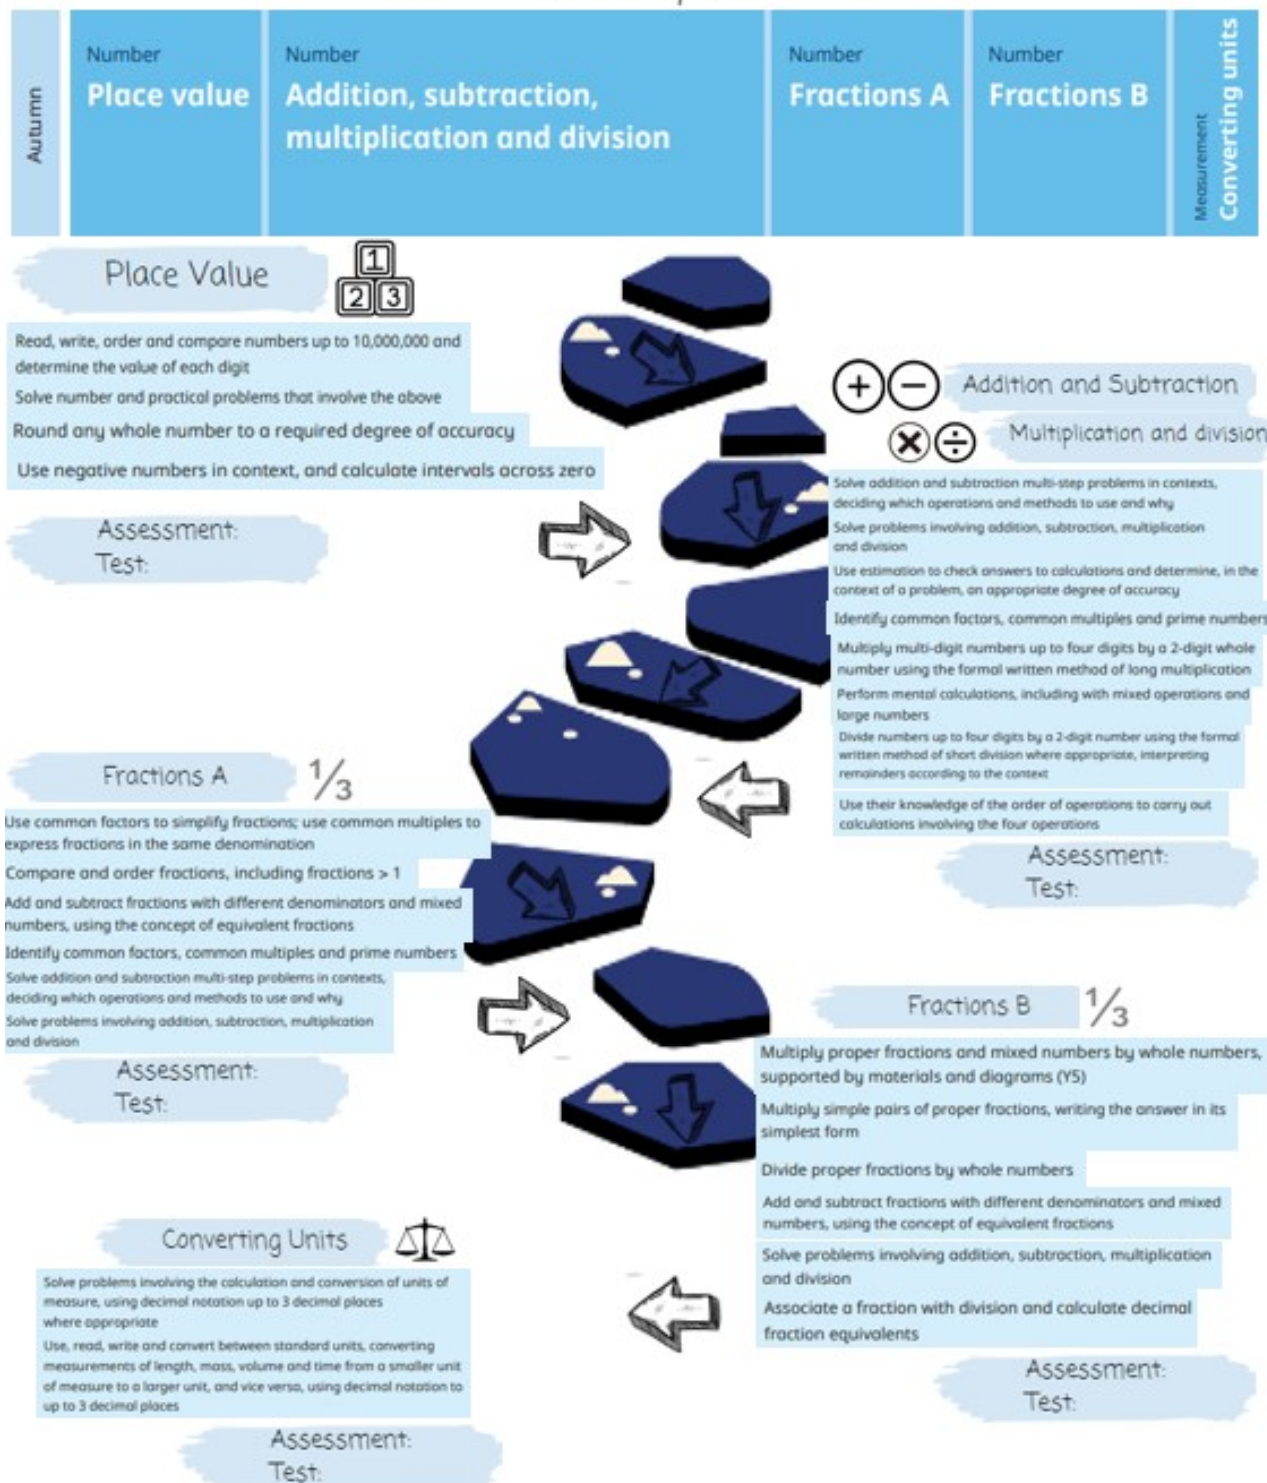 Autumn
Number
Place value
Number
Addition, subtraction,
multiplication and division
Number
Fractions A
Number
Fractions B
Measurement
Converting units
Place Value
1
2 3
Read, write, order and compare numbers up to 10,000,000 and
determine the value of each digit
Solve number and practical problems that involve the above
Round any whole number to a required degree of accuracy
Use negative numbers in context, and calculate intervals across zero
Assessment:
Test:
+ −
Addition and Subtraction
× ÷
Multiplication and division
Solve addition and subtraction multi-step problems in contexts,
deciding which operations and methods to use and why
Solve problems involving addition, subtraction, multiplication
and division
Use estimation to check answers to calculations and determine, in the
context of a problem, an appropriate degree of accuracy
Identify common factors, common multiples and prime numbers
Multiply multi-digit numbers up to four digits by a 2-digit whole
number using the formal written method of long multiplication
Perform mental calculations, including with mixed operations and
large numbers
Divide numbers up to four digits by a 2-digit number using the formal
written method of short division where appropriate, interpreting
remainders according to the context
Use their knowledge of the order of operations to carry out
calculations involving the four operations
Assessment:
Test:
Fractions A
1/3
Use common factors to simplify fractions; use common multiples to
express fractions in the same denomination
Compare and order fractions, including fractions > 1
Add and subtract fractions with different denominators and mixed
numbers, using the concept of equivalent fractions
Identify common factors, common multiples and prime numbers
Solve addition and subtraction multi-step problems in contexts,
deciding which operations and methods to use and why
Solve problems involving addition, subtraction, multiplication
and division
Assessment:
Test:
Fractions B
1/3
Multiply proper fractions and mixed numbers by whole numbers,
supported by materials and diagrams (Y5)
Multiply simple pairs of proper fractions, writing the answer in its
simplest form
Divide proper fractions by whole numbers
Add and subtract fractions with different denominators and mixed
numbers, using the concept of equivalent fractions
Solve problems involving addition, subtraction, multiplication
and division
Associate a fraction with division and calculate decimal
fraction equivalents
Assessment:
Test:
Converting Units
Solve problems involving the calculation and conversion of units of
measure, using decimal notation up to 3 decimal places
where appropriate
Use, read, write and convert between standard units, converting
measurements of length, mass, volume and time from a smaller unit
of measure to a larger unit, and vice versa, using decimal notation to
up to 3 decimal places
Assessment:
Test: